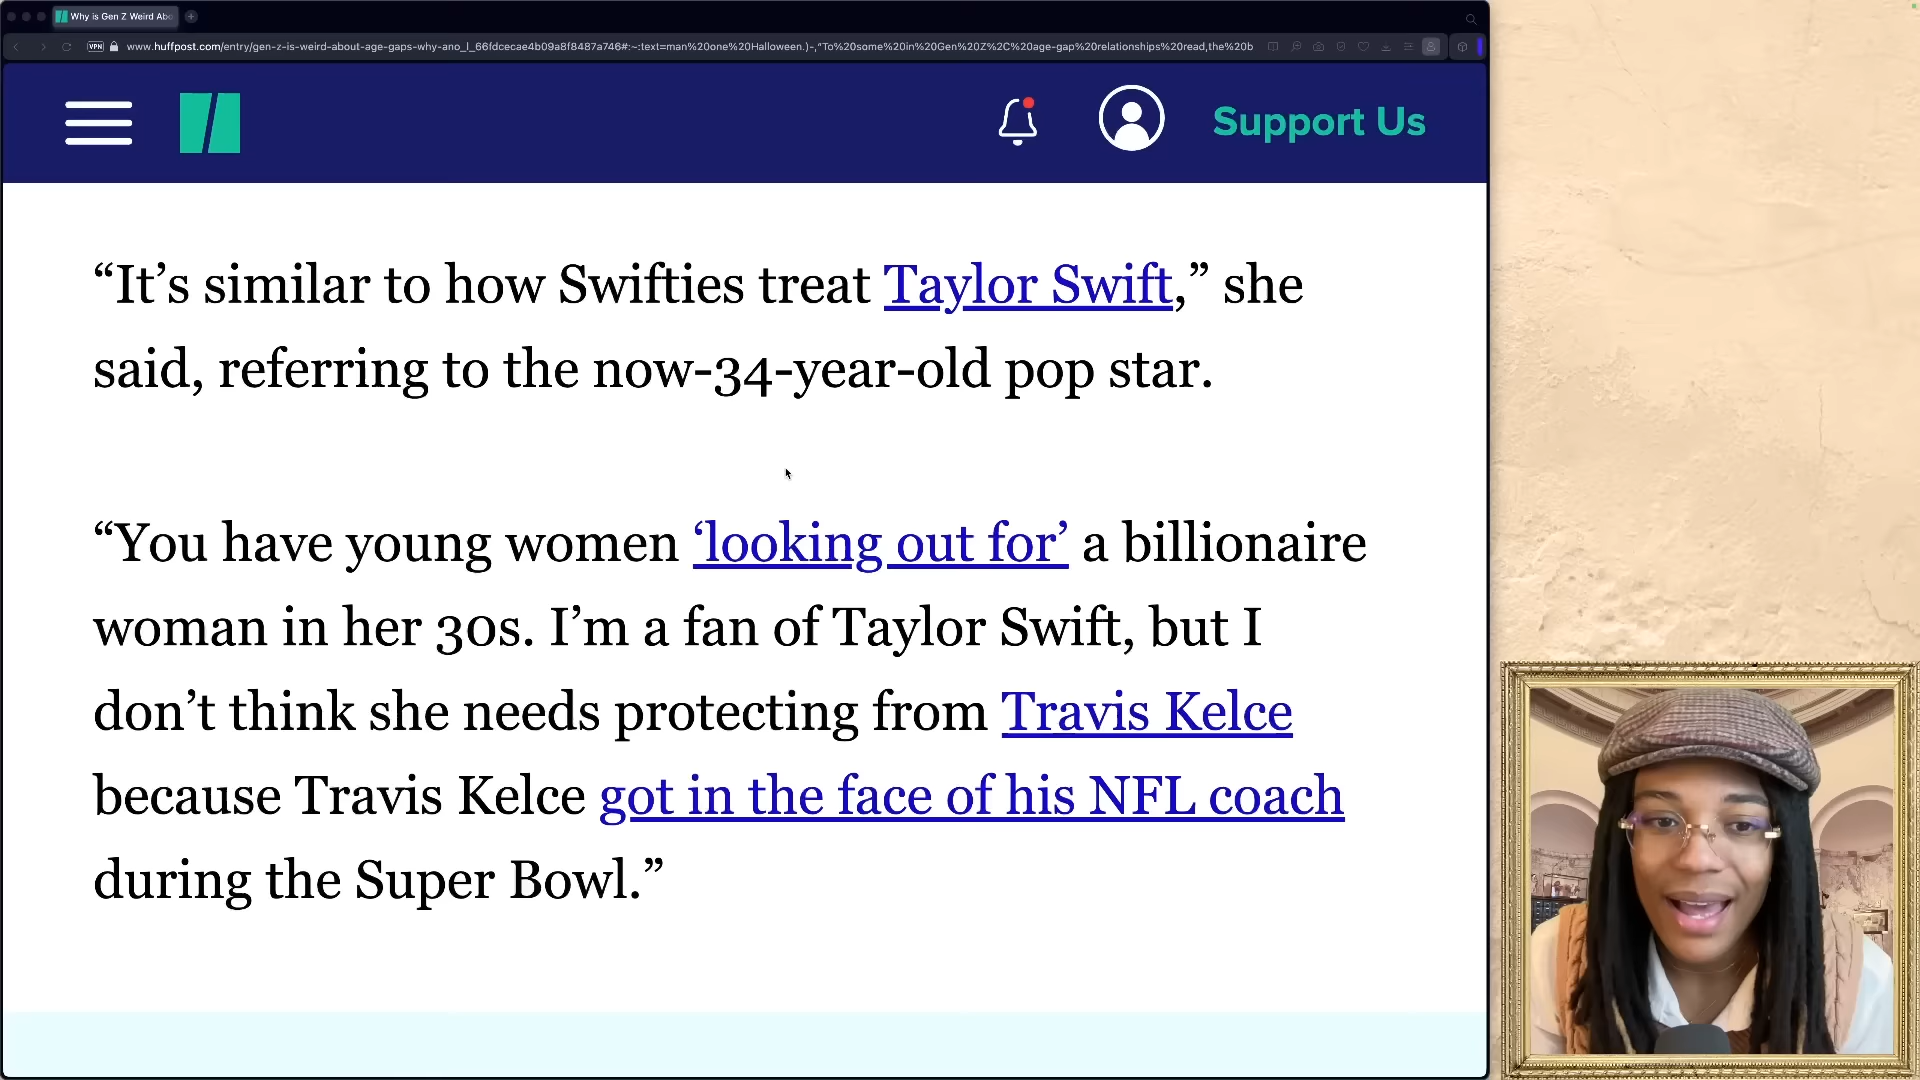 Why is Gen Z Weird Abo
VPN
www.huffpost.com/entry/gen-z-is-weird-about-age-gaps-why-ano_l_66fdcecae4b09a8f8487a746#:~:text=man%20one%20Halloween.)-,“To%20some%20in%20Gen%20Z%2C%20age-gap%20relationships%20read,the%20b
Support Us
“It’s similar to how Swifties treat Taylor Swift,” she
said, referring to the now-34-year-old pop star.
“You have young women ‘looking out for’ a billionaire
woman in her 30s. I’m a fan of Taylor Swift, but I
don’t think she needs protecting from Travis Kelce
because Travis Kelce got in the face of his NFL coach
during the Super Bowl.”